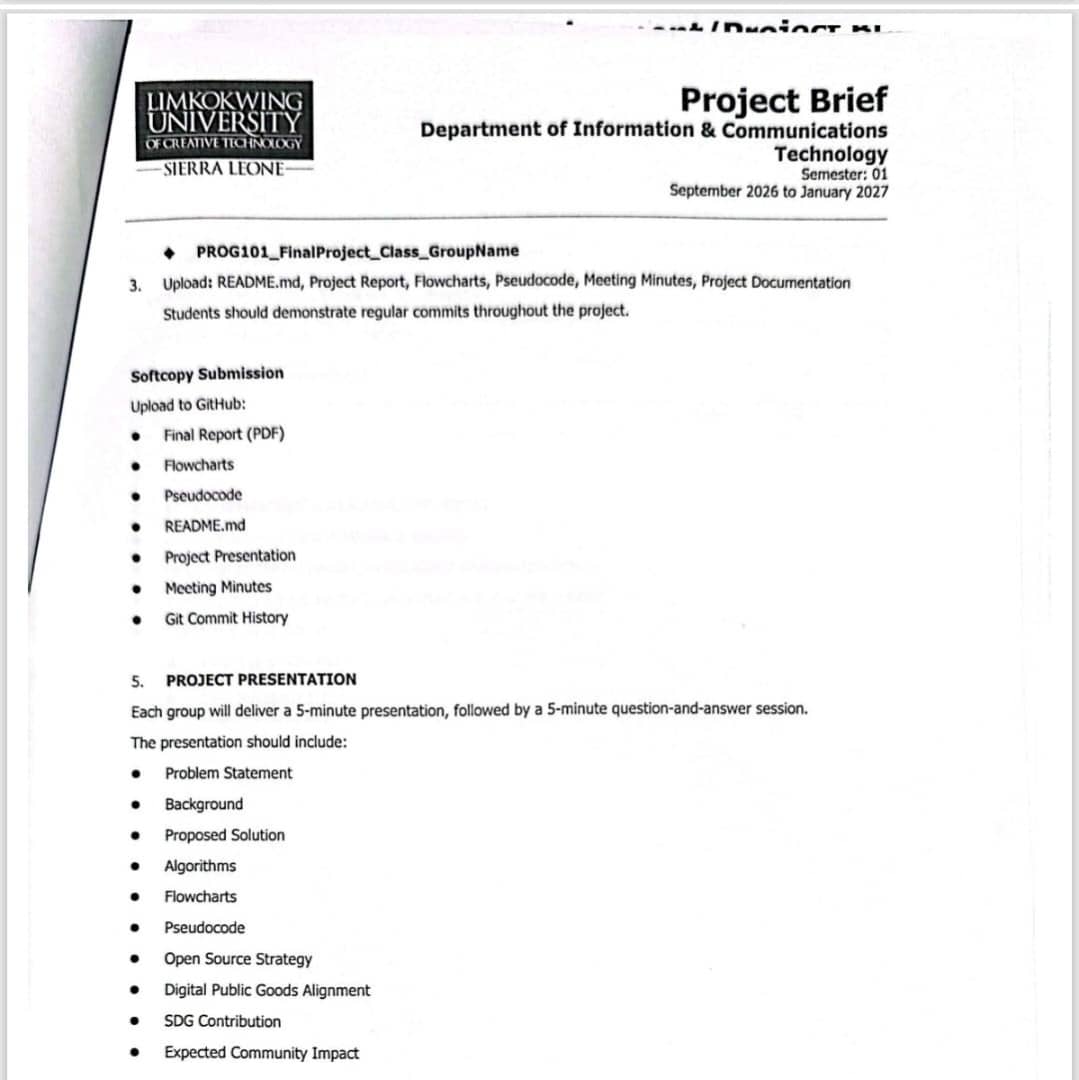 LIMKOKWING
UNIVERSITY
OF CREATIVE TECHNOLOGY
SIERRA LEONE
Project Brief
Department of Information & Communications
Technology
Semester: 01
September 2026 to January 2027
◆ PROG101_FinalProject_Class_GroupName
3. Upload: README.md, Project Report, Flowcharts, Pseudocode, Meeting Minutes, Project Documentation
Students should demonstrate regular commits throughout the project.
Softcopy Submission
Upload to GitHub:
• Final Report (PDF)
• Flowcharts
• Pseudocode
• README.md
• Project Presentation
• Meeting Minutes
• Git Commit History
5. PROJECT PRESENTATION
Each group will deliver a 5-minute presentation, followed by a 5-minute question-and-answer session.
The presentation should include:
• Problem Statement
• Background
• Proposed Solution
• Algorithms
• Flowcharts
• Pseudocode
• Open Source Strategy
• Digital Public Goods Alignment
• SDG Contribution
• Expected Community Impact